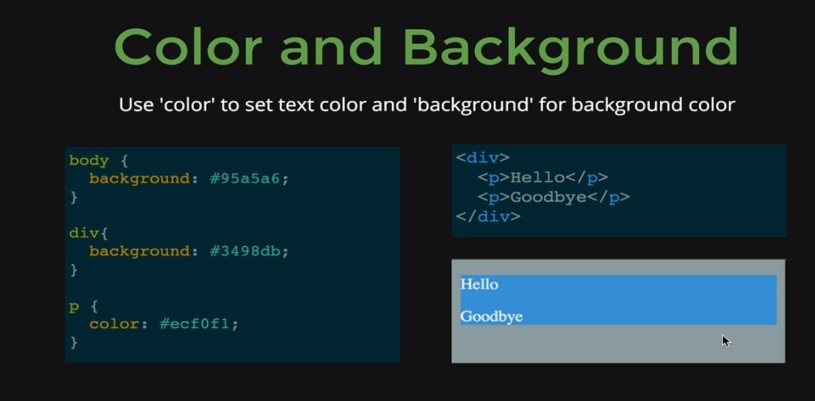 Color and Background
Use 'color' to set text color and 'background' for background color
body {
  background: #95a5a6;
}
div{
  background: #3498db;
}
p {
  color: #ecf0f1;
}
<div>
  <p>Hello</p>
  <p>Goodbye</p>
</div>
Hello
Goodbye